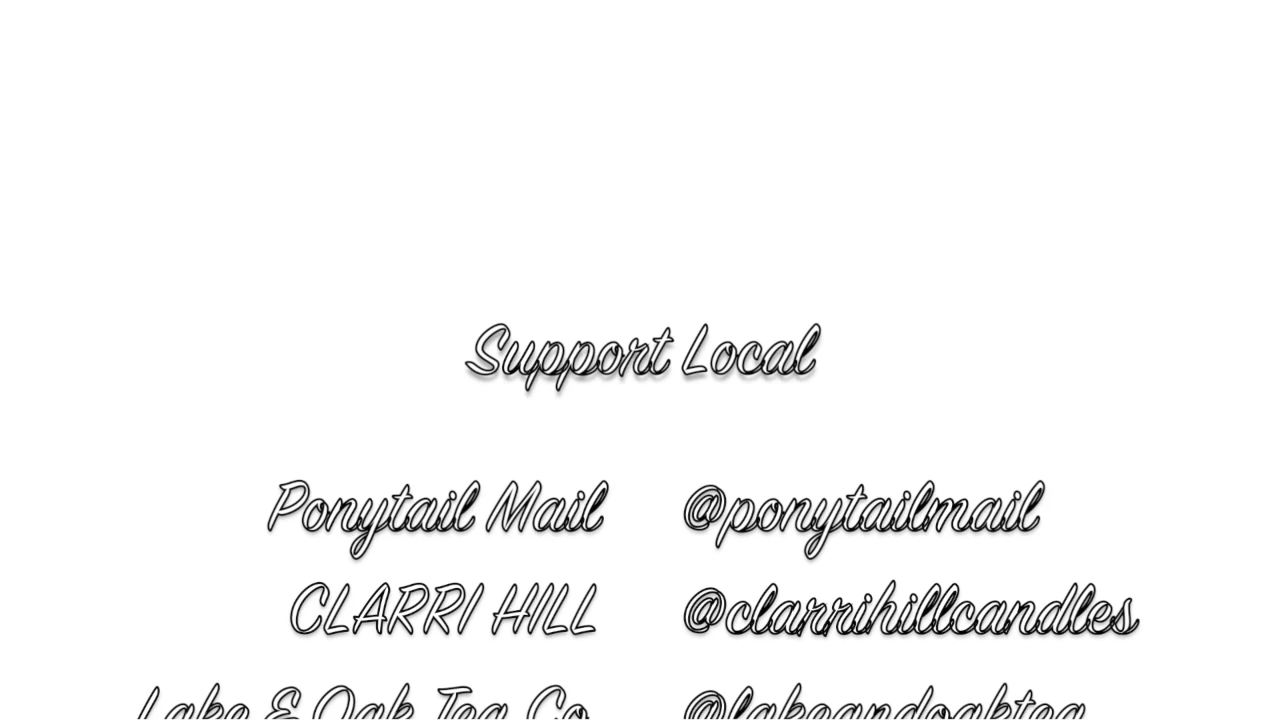 Support Local
Ponytail Mail @ponytailmail
CLARRI HILL @clarrihillcandles
Lake & Oak Tea Co. @lakeandoaktea